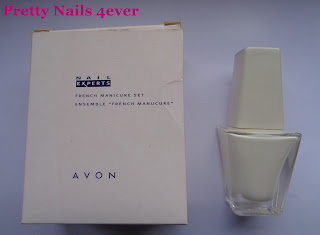 Pretty Nails 4ever
NAIL
EXPERTS
FRENCH MANICURE SET
ENSEMBLE "FRENCH MANUCURE"
AVON